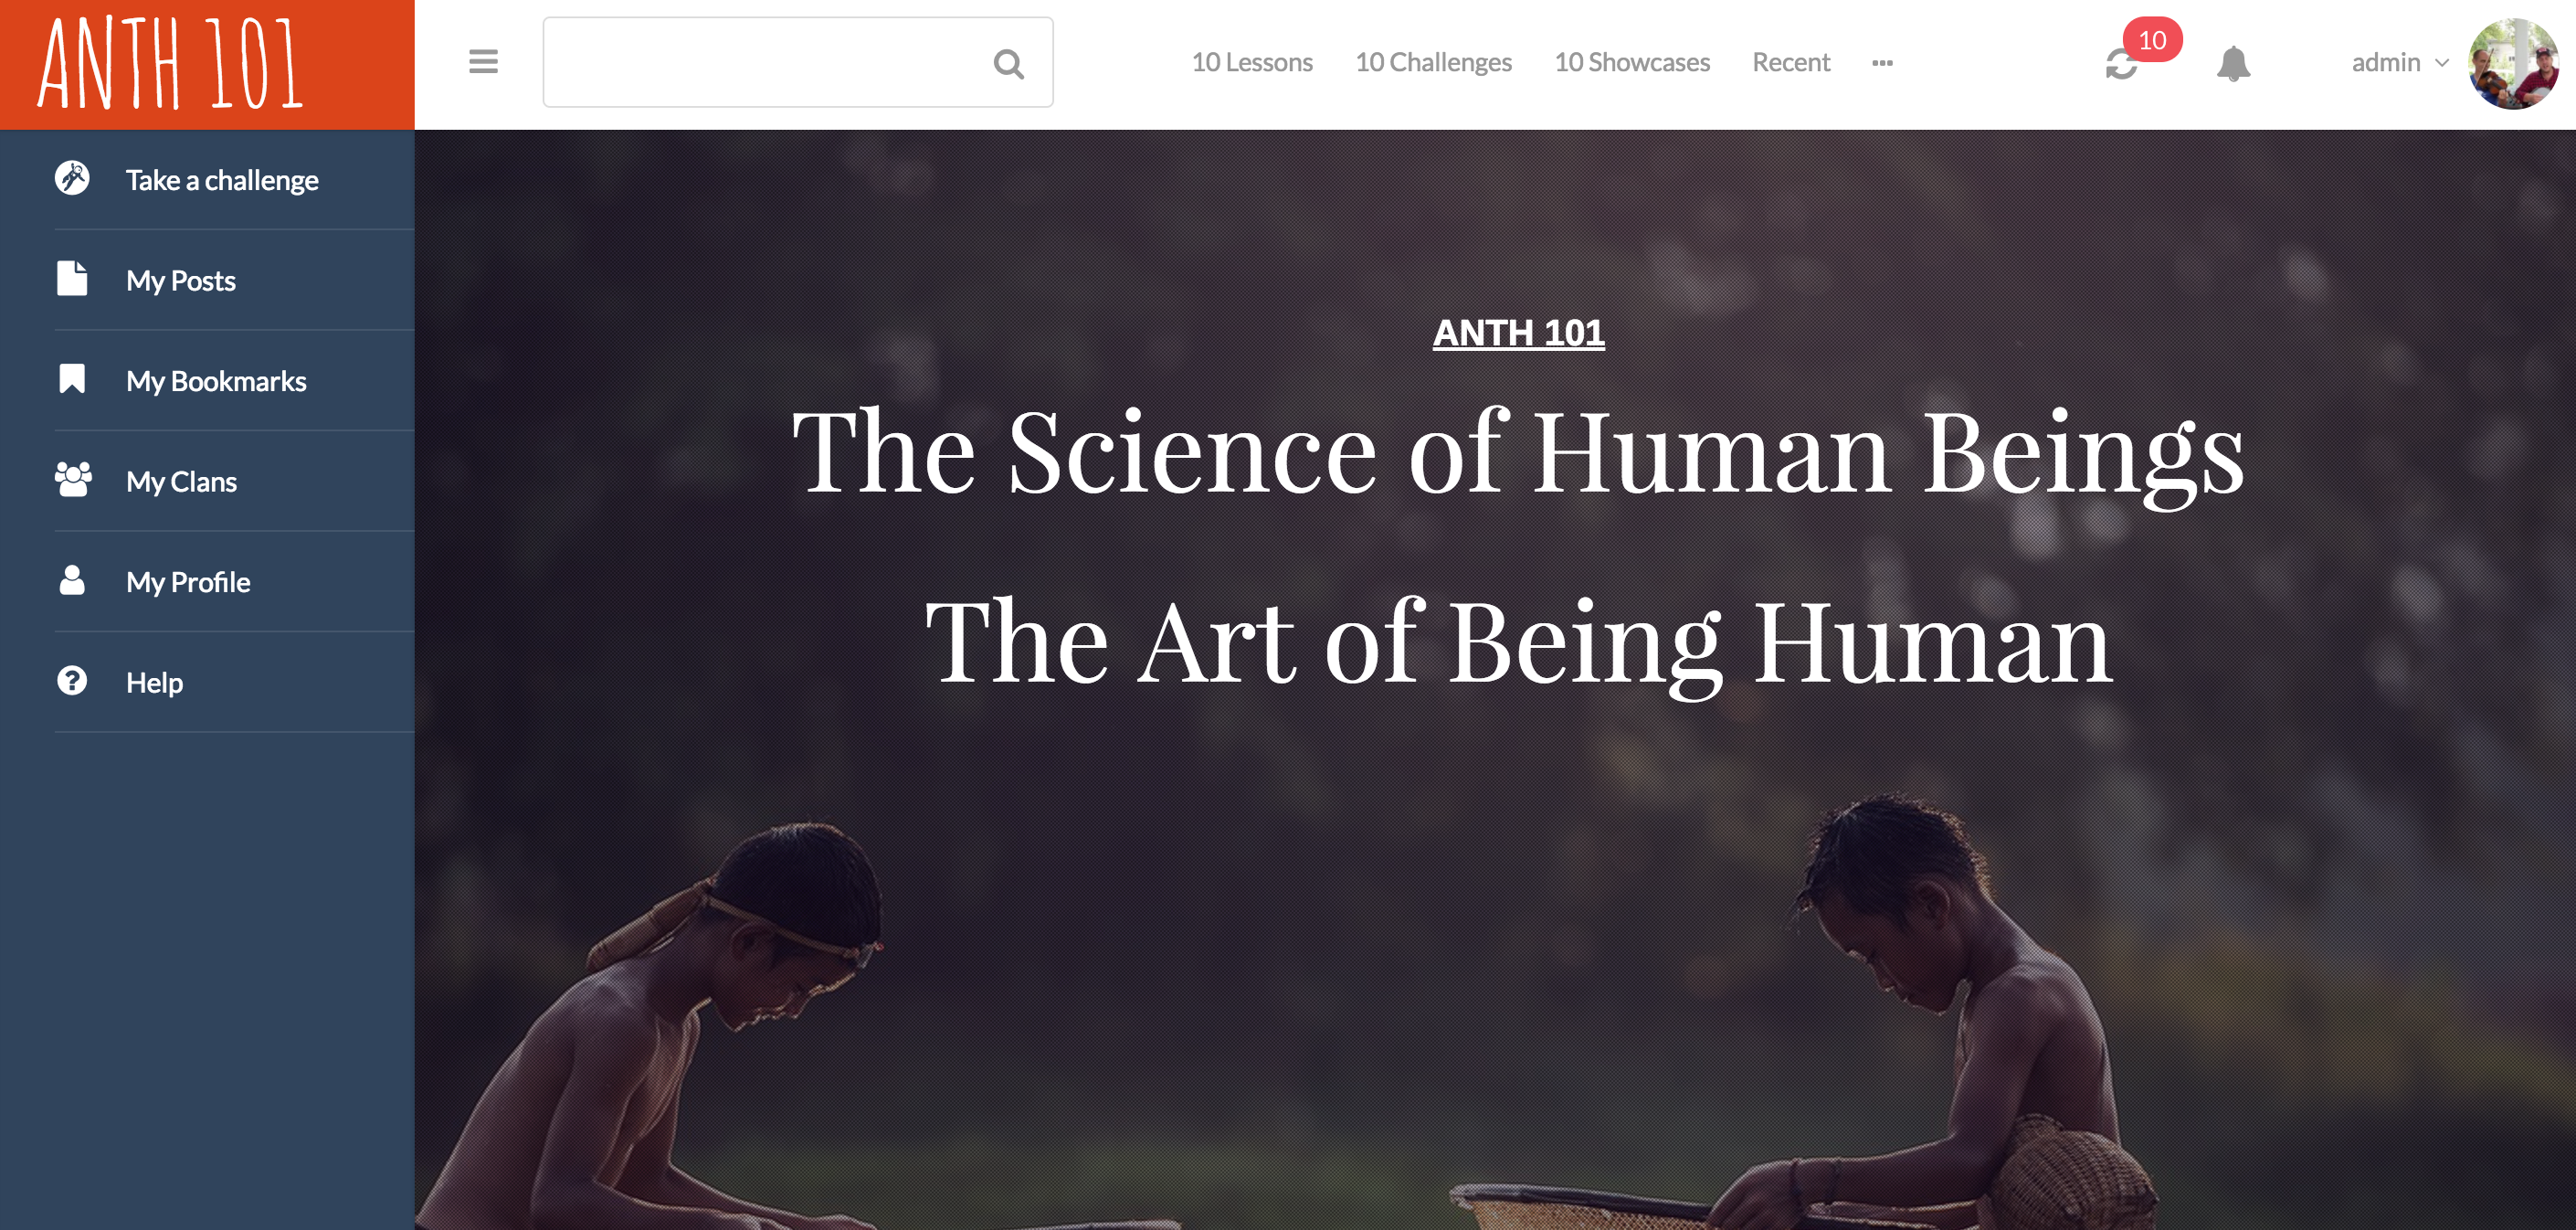 ANTH 101
10 Lessons
10 Challenges
10 Showcases
Recent
10
admin
Take a challenge
My Posts
My Bookmarks
My Clans
My Profile
Help
ANTH 101
The Science of Human Beings
The Art of Being Human